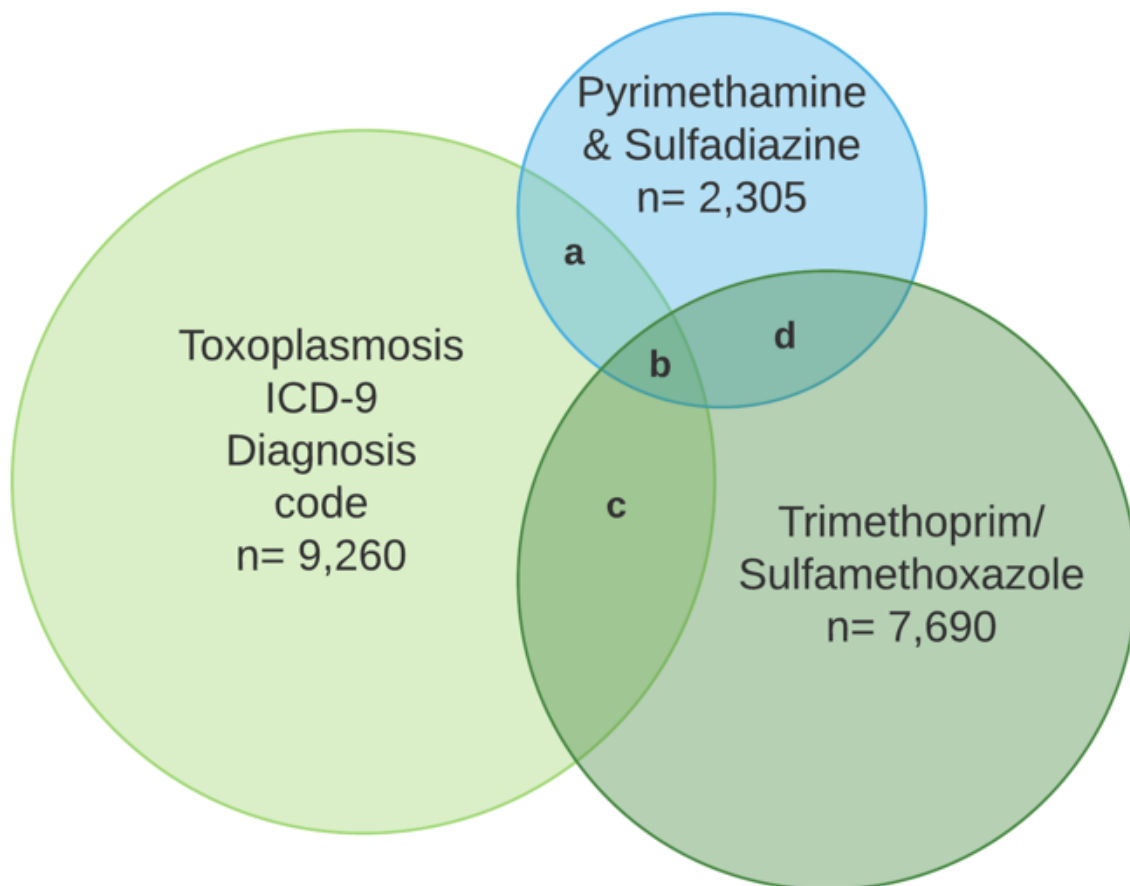 Pyrimethamine
& Sulfadiazine
n= 2,305
a
d
b
Toxoplasmosis
ICD-9
Diagnosis
code
n= 9,260
c
Trimethoprim/
Sulfamethoxazole
n= 7,690